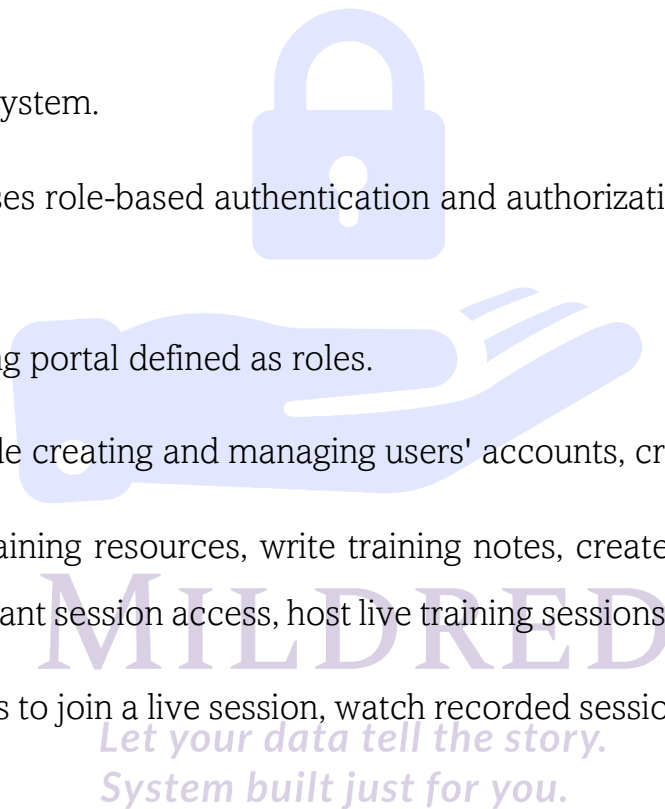 ystem.
ses role-based authentication and authorizati
ng portal defined as roles.
le creating and managing users' accounts, cr
aining resources, write training notes, create
ant session access, host live training sessions
MILDRED
s to join a live session, watch recorded sessio
Let your data tell the story.
System built just for you.